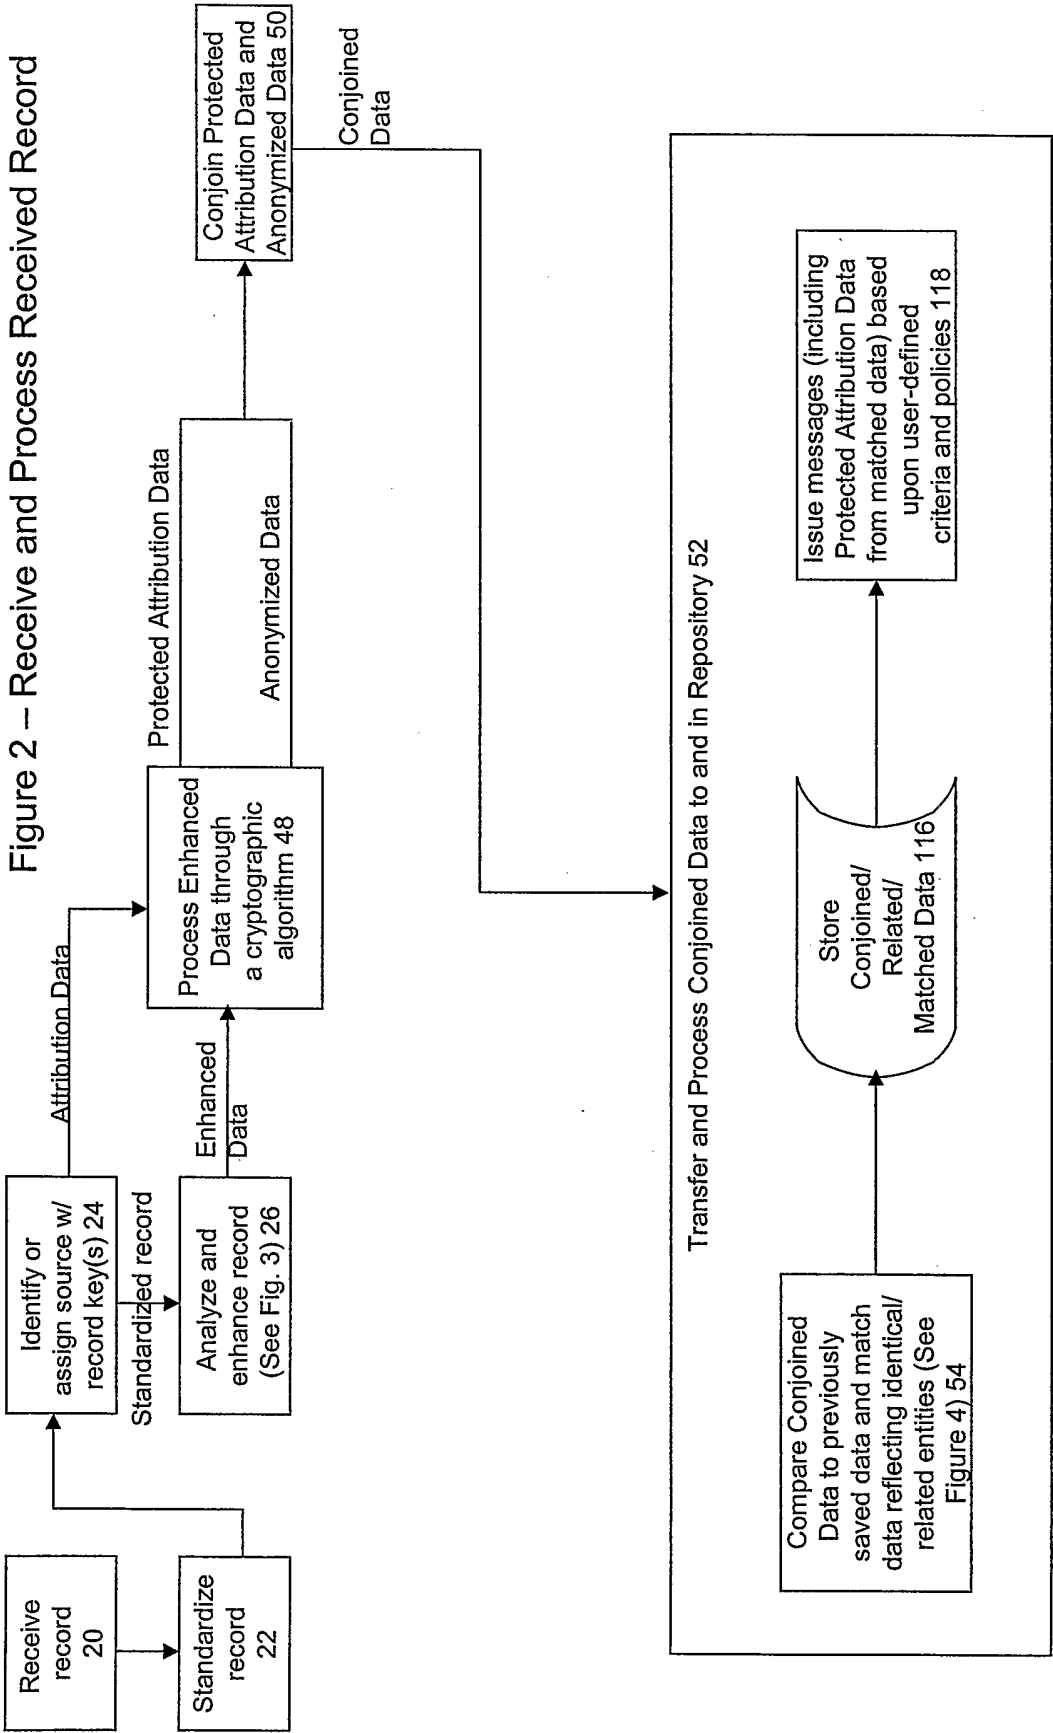 Figure 2 – Receive and Process Received Record
Receive
record
20
Standardize
record
22
Identify or
assign source w/
record key(s) 24
Attribution Data
Standardized record
Analyze and
enhance record
(See Fig. 3) 26
Enhanced
Data
Process Enhanced
Data through
a cryptographic
algorithm 48
Protected Attribution Data
Anonymized Data
Conjoin Protected
Attribution Data and
Anonymized Data 50
Conjoined
Data
Transfer and Process Conjoined Data to and in Repository 52
Compare Conjoined
Data to previously
saved data and match
data reflecting identical/
related entities (See
Figure 4) 54
Store
Conjoined/
Related/
Matched Data 116
Issue messages (including
Protected Attribution Data
from matched data) based
upon user-defined
criteria and policies 118